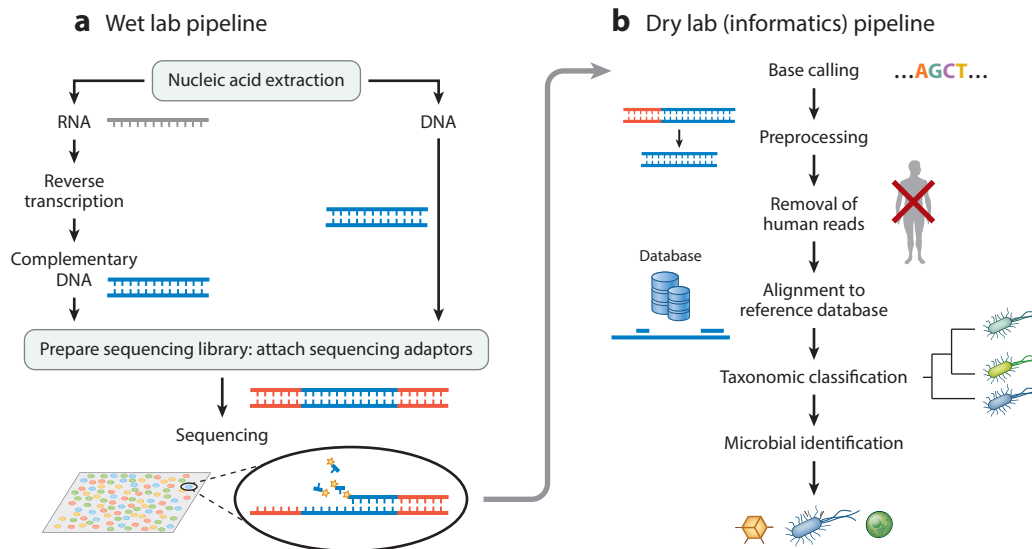 a Wet lab pipeline
Nucleic acid extraction
RNA
DNA
Reverse
transcription
Complementary
DNA
Prepare sequencing library: attach sequencing adaptors
Sequencing
b Dry lab (informatics) pipeline
Base calling
...AGCT...
Preprocessing
Removal of
human reads
Database
Alignment to
reference database
Taxonomic classification
Microbial identification